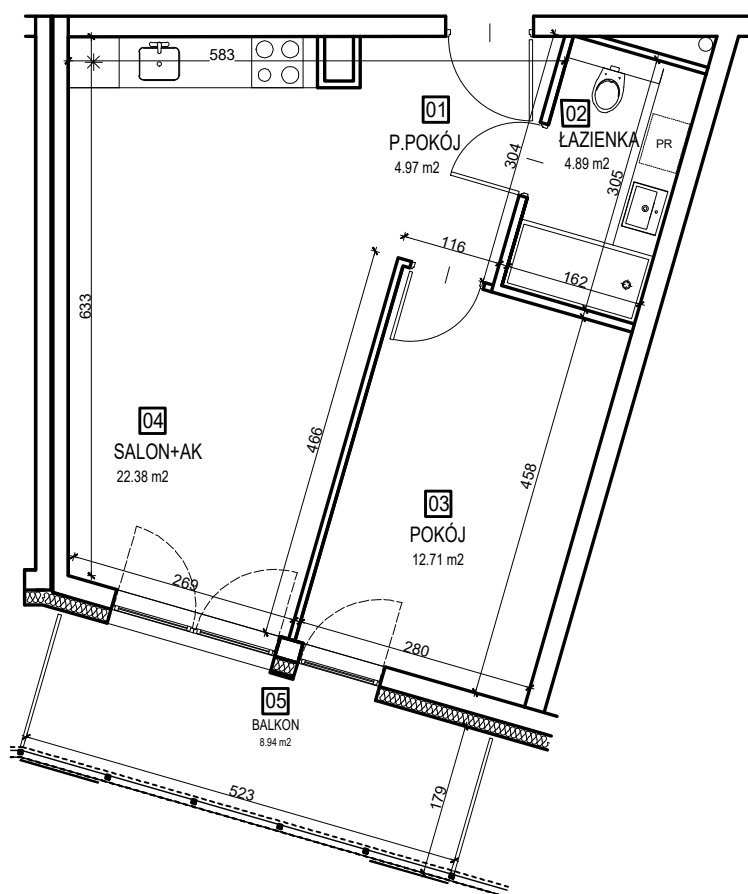 583
01
P.POKÓJ
4.97 m2
02
ŁAZIENKA
4.89 m2
PR
304
305
116
162
633
466
458
04
SALON+AK
22.38 m2
03
POKÓJ
12.71 m2
269
280
05
BALKON
8.94 m2
523
179